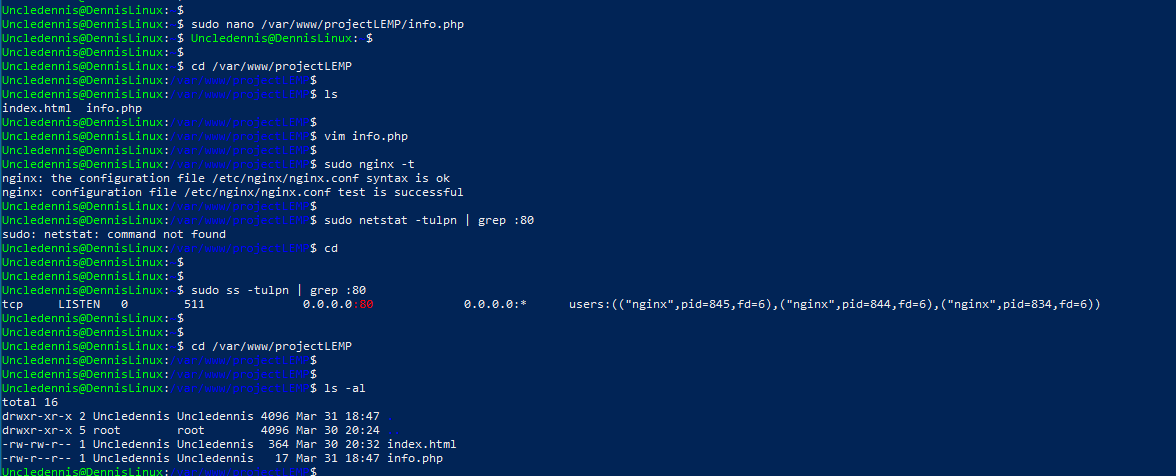 Uncledennis@DennisLinux:~$
Uncledennis@DennisLinux:~$ sudo nano /var/www/projectLEMP/info.php
Uncledennis@DennisLinux:~$ Uncledennis@DennisLinux:~$
Uncledennis@DennisLinux:~$
Uncledennis@DennisLinux:~$ cd /var/www/projectLEMP
Uncledennis@DennisLinux:/var/www/projectLEMP$
Uncledennis@DennisLinux:/var/www/projectLEMP$ ls
index.html  info.php
Uncledennis@DennisLinux:/var/www/projectLEMP$
Uncledennis@DennisLinux:/var/www/projectLEMP$ vim info.php
Uncledennis@DennisLinux:/var/www/projectLEMP$
Uncledennis@DennisLinux:/var/www/projectLEMP$ sudo nginx -t
nginx: the configuration file /etc/nginx/nginx.conf syntax is ok
nginx: configuration file /etc/nginx/nginx.conf test is successful
Uncledennis@DennisLinux:/var/www/projectLEMP$
Uncledennis@DennisLinux:/var/www/projectLEMP$ sudo netstat -tulpn | grep :80
sudo: netstat: command not found
Uncledennis@DennisLinux:/var/www/projectLEMP$ cd
Uncledennis@DennisLinux:~$
Uncledennis@DennisLinux:~$
Uncledennis@DennisLinux:~$ sudo ss -tulpn | grep :80
tcp    LISTEN   0        511             0.0.0.0:80             0.0.0.0:*      users:(("nginx",pid=845,fd=6),("nginx",pid=844,fd=6),("nginx",pid=834,fd=6))
Uncledennis@DennisLinux:~$
Uncledennis@DennisLinux:~$
Uncledennis@DennisLinux:~$ cd /var/www/projectLEMP
Uncledennis@DennisLinux:/var/www/projectLEMP$
Uncledennis@DennisLinux:/var/www/projectLEMP$
Uncledennis@DennisLinux:/var/www/projectLEMP$ ls -al
total 16
drwxr-xr-x 2 Uncledennis Uncledennis 4096 Mar 31 18:47
drwxr-xr-x 5 root        root        4096 Mar 30 20:24
-rw-rw-r-- 1 Uncledennis Uncledennis  364 Mar 30 20:32 index.html
-rw-rw-r-- 1 Uncledennis Uncledennis   17 Mar 31 18:47 info.php
Uncledennis@DennisLinux:/var/www/projectLEMP$